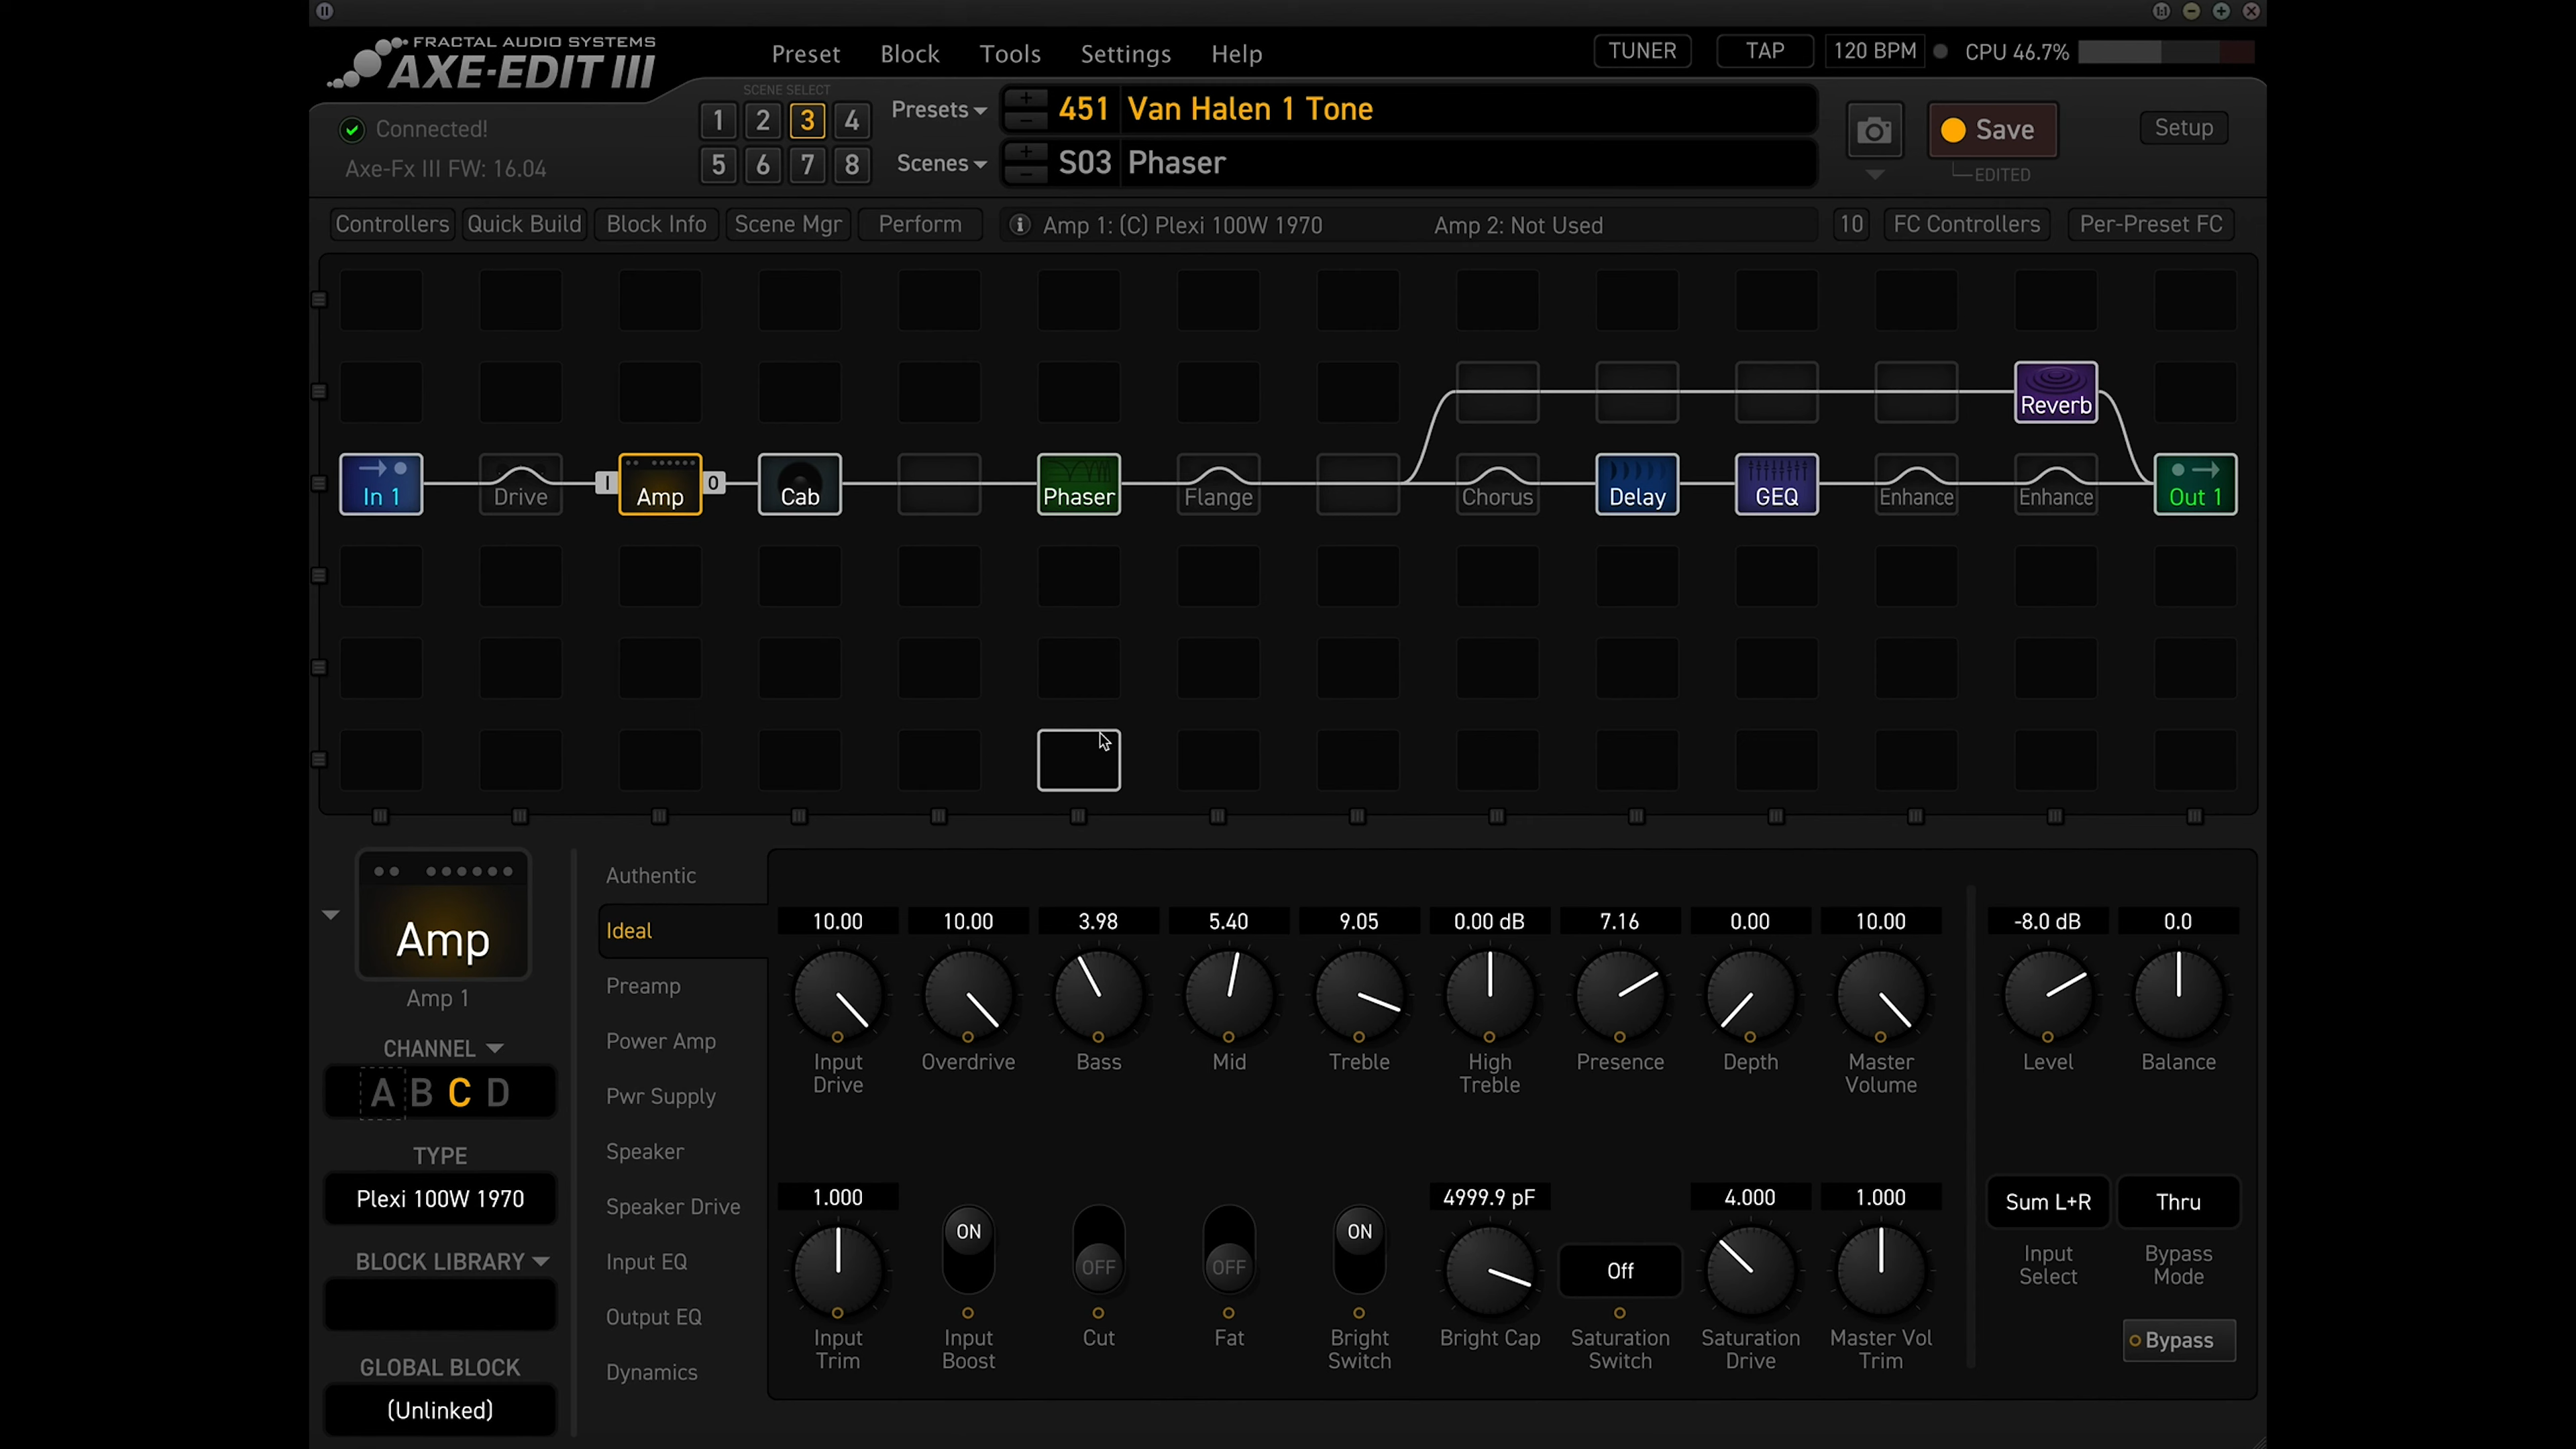 FRACTAL AUDIO SYSTEMS
AXE-EDIT III
Preset Block Tools Settings Help
TUNER TAP 120 BPM CPU 46.7%
Connected!
Axe-Fx III FW: 16.04
SCENE SELECT
1 2 3 4
5 6 7 8
Presets + − 451 Van Halen 1 Tone
Scenes + − S03 Phaser
Save
EDITED
Setup
Controllers Quick Build Block Info Scene Mgr Perform
Amp 1: (C) Plexi 100W 1970 Amp 2: Not Used
10 FC Controllers Per-Preset FC
Reverb
In 1 Drive I Amp O Cab Phaser Flange Chorus Delay GEQ Enhance Enhance Out 1
Amp
Amp 1
CHANNEL
A B C D
TYPE
Plexi 100W 1970
BLOCK LIBRARY
GLOBAL BLOCK
(Unlinked)
Authentic
Ideal
Preamp
Power Amp
Pwr Supply
Speaker
Speaker Drive
Input EQ
Output EQ
Dynamics
10.00 10.00 3.98 5.40 9.05 0.00 dB 7.16 0.00 10.00 -8.0 dB 0.0
Input Drive Overdrive Bass Mid Treble High Treble Presence Depth Master Volume Level Balance
1.000 ON OFF OFF ON 4999.9 pF Off 4.000 1.000 Sum L+R Thru
Input Trim Input Boost Cut Fat Bright Switch Bright Cap Saturation Switch Saturation Drive Master Vol Trim Input Select Bypass Mode
Bypass